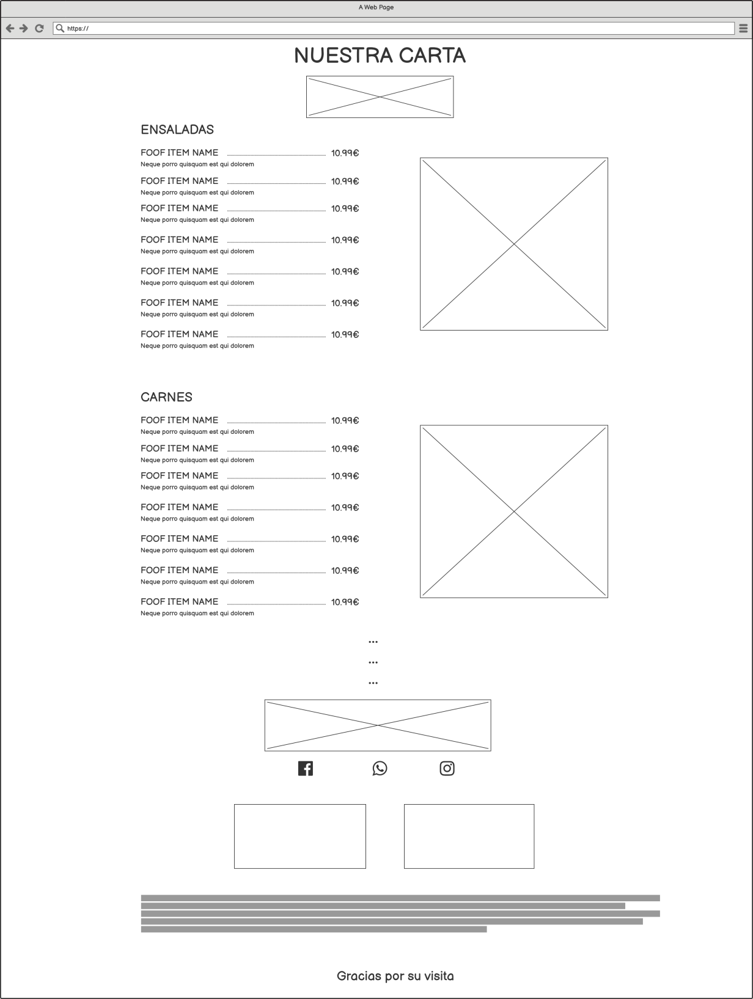 A Web Page
https://
NUESTRA CARTA
ENSALADAS
FOOF ITEM NAME 10.99€
Neque porro quisquam est qui dolorem
FOOF ITEM NAME 10.99€
Neque porro quisquam est qui dolorem
FOOF ITEM NAME 10.99€
Neque porro quisquam est qui dolorem
FOOF ITEM NAME 10.99€
Neque porro quisquam est qui dolorem
FOOF ITEM NAME 10.99€
Neque porro quisquam est qui dolorem
FOOF ITEM NAME 10.99€
Neque porro quisquam est qui dolorem
FOOF ITEM NAME 10.99€
Neque porro quisquam est qui dolorem
CARNES
FOOF ITEM NAME 10.99€
Neque porro quisquam est qui dolorem
FOOF ITEM NAME 10.99€
Neque porro quisquam est qui dolorem
FOOF ITEM NAME 10.99€
Neque porro quisquam est qui dolorem
FOOF ITEM NAME 10.99€
Neque porro quisquam est qui dolorem
FOOF ITEM NAME 10.99€
Neque porro quisquam est qui dolorem
FOOF ITEM NAME 10.99€
Neque porro quisquam est qui dolorem
FOOF ITEM NAME 10.99€
Neque porro quisquam est qui dolorem
...
...
...
Gracias por su visita